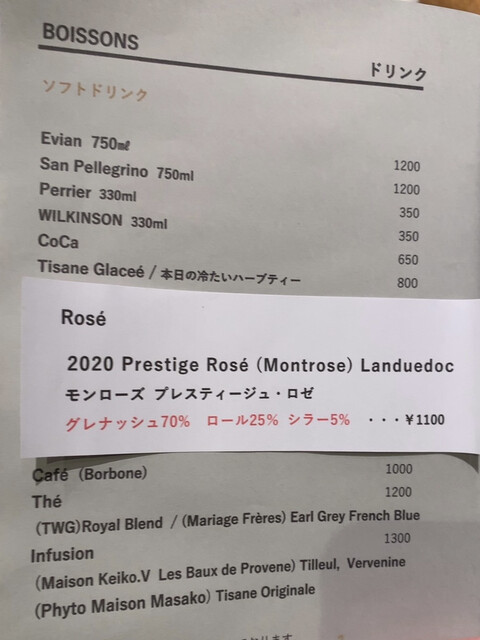 BOISSONS
ドリンク
ソフトドリンク
Evian 750㎖
San Pellegrino 750ml 1200
Perrier 330ml 1200
WILKINSON 330ml 350
CoCa 350
Tisane Glaceé / 本日の冷たいハーブティー 650
800
Rosé
2020 Prestige Rosé (Montrose) Landuedoc
モンローズ プレスティージュ・ロゼ
グレナッシュ70% ロール25% シラー5% ・・・¥1100
Café (Borbone) 1000
Thé 1200
(TWG)Royal Blend / (Mariage Frères) Earl Grey French Blue
Infusion 1300
(Maison Keiko.V Les Baux de Provene) Tilleul, Vervenine
(Phyto Maison Masako) Tisane Originale